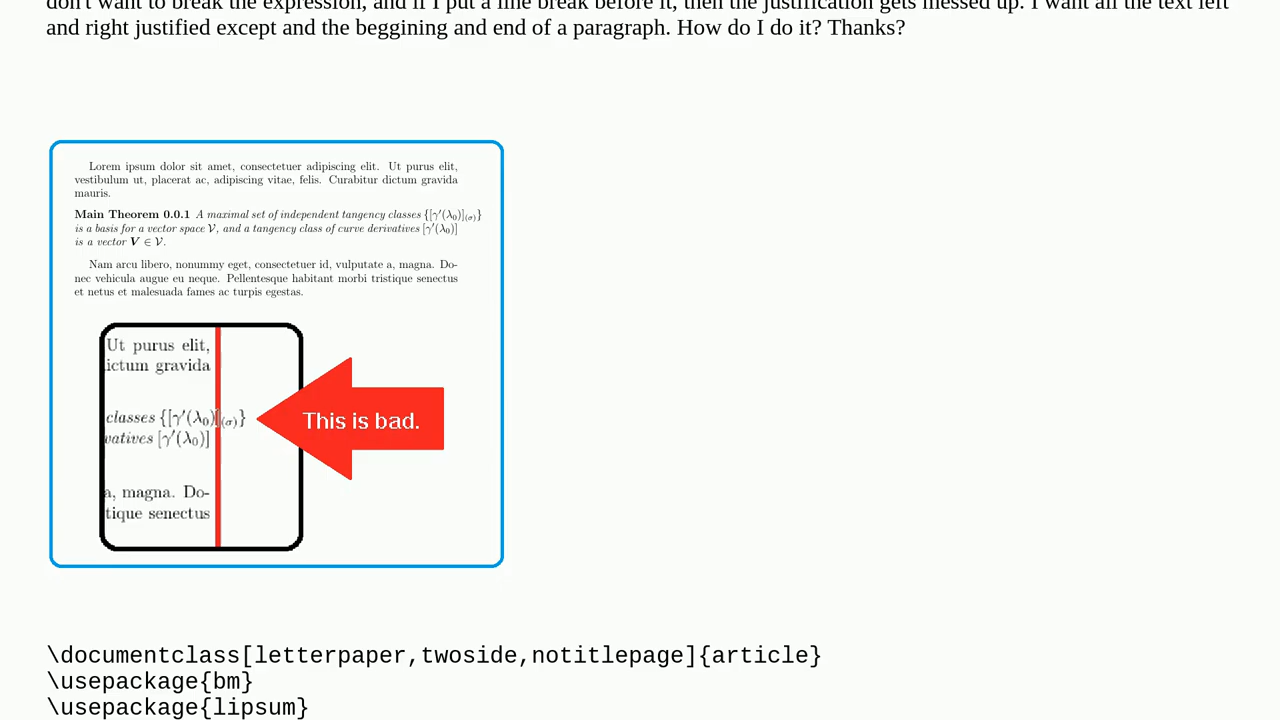 don't want to break the expression, and if I put a line break before it, then the justification gets messed up. I want all the text left
and right justified except and the beggining and end of a paragraph. How do I do it? Thanks?
Lorem ipsum dolor sit amet, consectetuer adipiscing elit. Ut purus elit,
vestibulum ut, placerat ac, adipiscing vitae, felis. Curabitur dictum gravida
mauris.
Main Theorem 0.0.1 A maximal set of independent tangency classes {[γ′(λ₀)]₍σ₎}
is a basis for a vector space 𝒱, and a tangency class of curve derivatives [γ′(λ₀)]
is a vector V ∈ 𝒱.
Nam arcu libero, nonummy eget, consectetuer id, vulputate a, magna. Do-
nec vehicula augue eu neque. Pellentesque habitant morbi tristique senectus
et netus et malesuada fames ac turpis egestas.
Ut purus elit,
ictum gravida
classes {[γ′(λ₀)]₍σ₎}
vatives [γ′(λ₀)]
a, magna. Do-
tique senectus
This is bad.
\documentclass[letterpaper,twoside,notitlepage]{article}
\usepackage{bm}
\usepackage{lipsum}